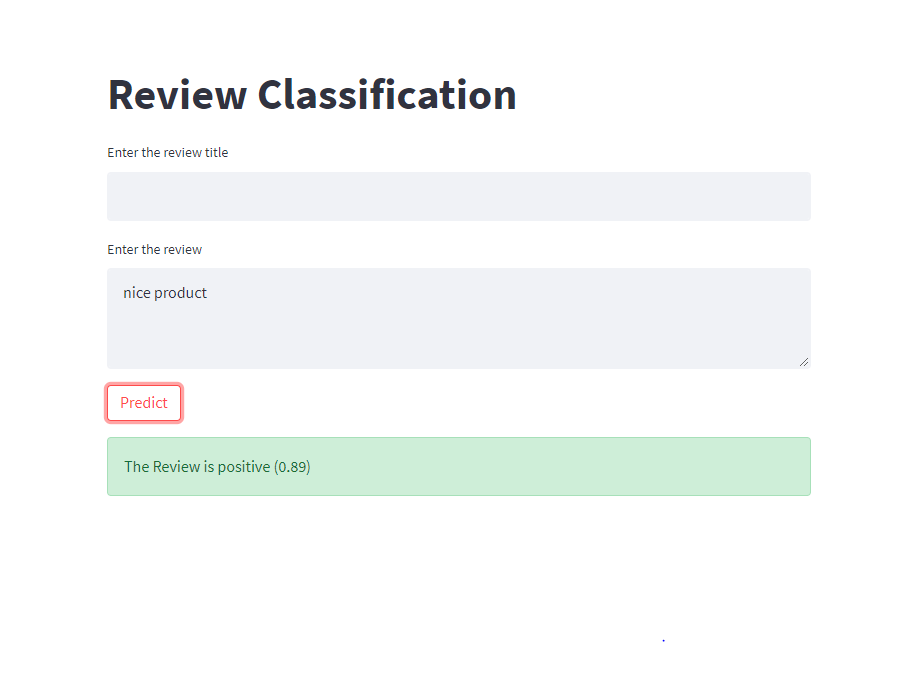 Review Classification
Enter the review title
Enter the review
nice product
Predict
The Review is positive (0.89)